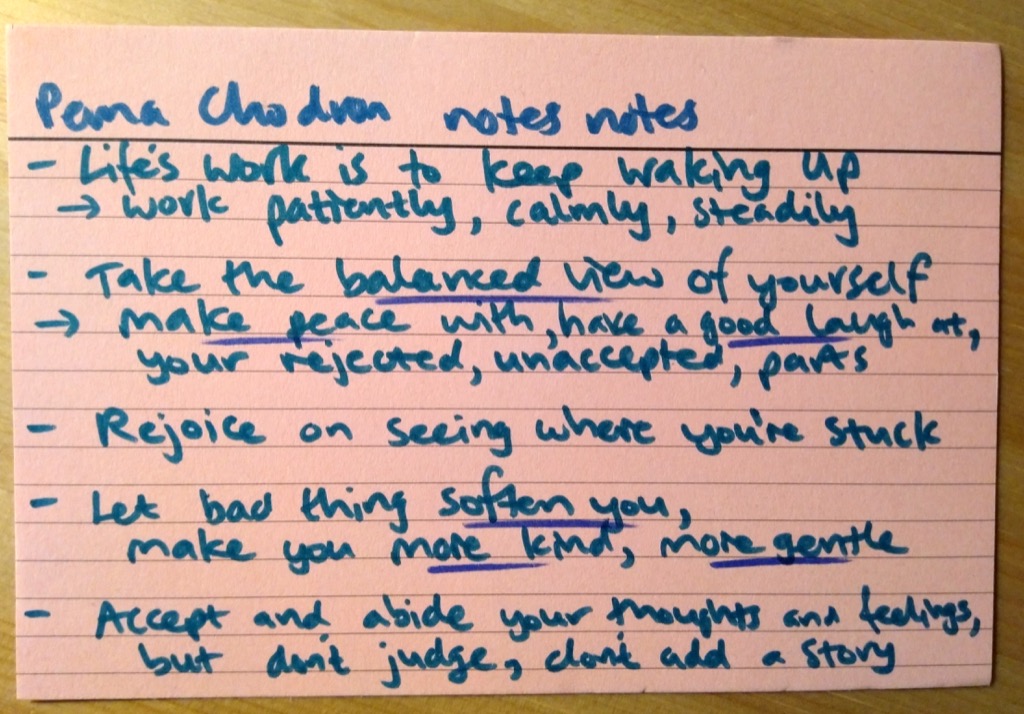 Pema Chodron notes notes
- Life's work is to keep waking up
→ work patiently, calmly, steadily
- Take the balanced view of yourself
→ make peace with, have a good laugh at,
your rejected, unaccepted, parts
- Rejoice on seeing where you're stuck
- Let bad thing soften you,
make you more kind, more gentle
- Accept and abide your thoughts and feelings,
but don't judge, don't add a story